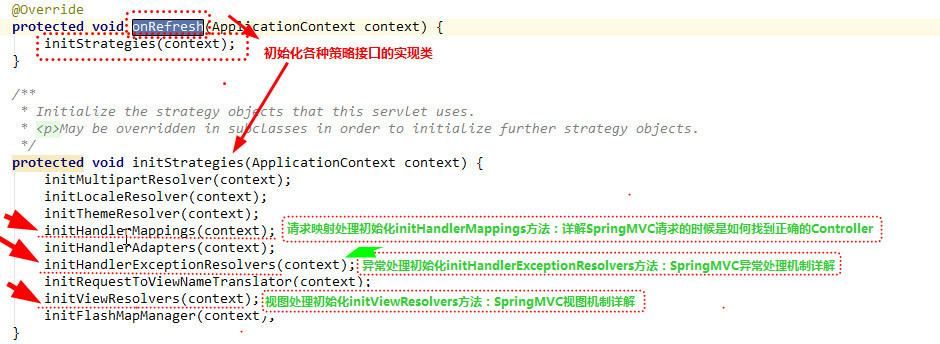 @Override
protected void onRefresh(ApplicationContext context) {
initStrategies(context);
初始化各种策略接口的实现类
}
/**
* Initialize the strategy objects that this servlet uses.
* <p>May be overridden in subclasses in order to initialize further strategy objects.
*/
protected void initStrategies(ApplicationContext context) {
initMultipartResolver(context);
initLocaleResolver(context);
initThemeResolver(context);
initHandlerMappings(context); 请求映射处理初始化initHandlerMappings方法：详解SpringMVC请求的时候是如何找到正确的Controller
initHandlerAdapters(context);
initHandlerExceptionResolvers(context); 异常处理初始化initHandlerExceptionResolvers方法：SpringMVC异常处理机制详解
initRequestToViewNameTranslator(context);
initViewResolvers(context); 视图处理初始化initViewResolvers方法：SpringMVC视图机制详解
initFlashMapManager(context);
}